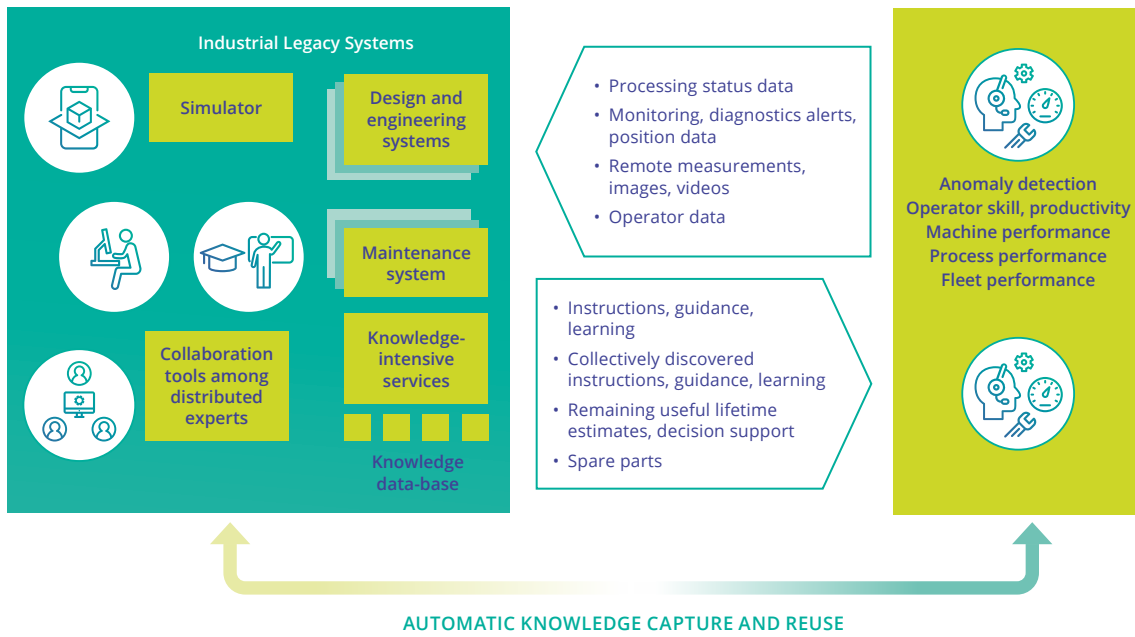 Industrial Legacy Systems
Simulator
Design and
engineering
systems
Maintenance
system
Collaboration
tools among
distributed
experts
Knowledge-
intensive
services
Knowledge
data-base
• Processing status data
• Monitoring, diagnostics alerts,
position data
• Remote measurements,
images, videos
• Operator data
• Instructions, guidance,
learning
• Collectively discovered
instructions, guidance, learning
• Remaining useful lifetime
estimates, decision support
• Spare parts
Anomaly detection
Operator skill, productivity
Machine performance
Process performance
Fleet performance
AUTOMATIC KNOWLEDGE CAPTURE AND REUSE